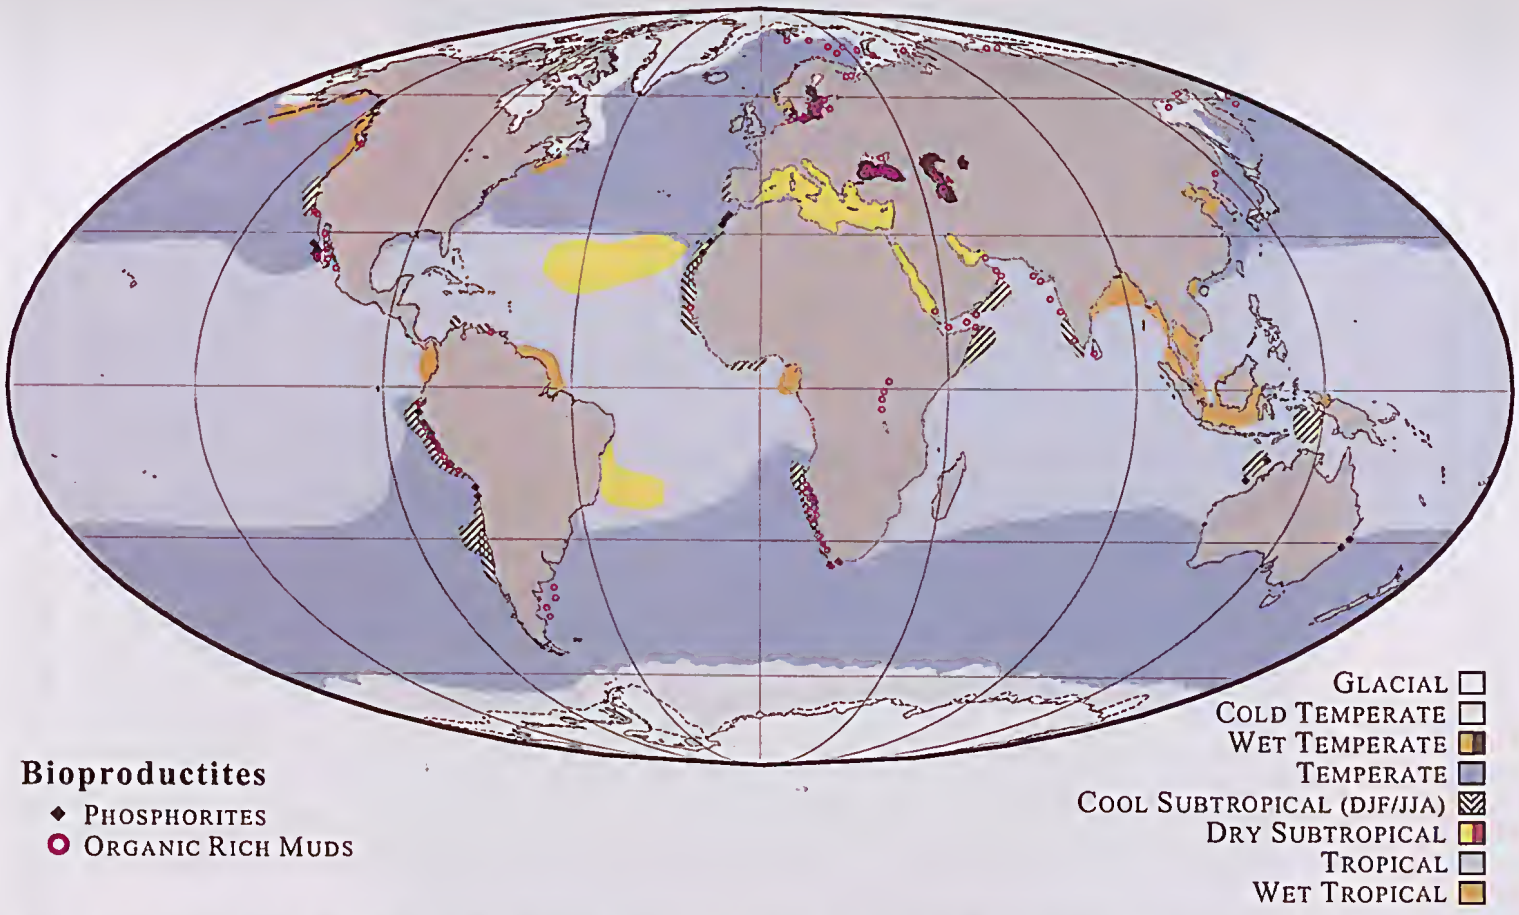 Bioproductites
PHOSPHORITES
ORGANIC RICH MUDS
GLACIAL
COLD TEMPERATE
WET TEMPERATE
TEMPERATE
COOL SUBTROPICAL (DJF/JJA)
DRY SUBTROPICAL
TROPICAL
WET TROPICAL